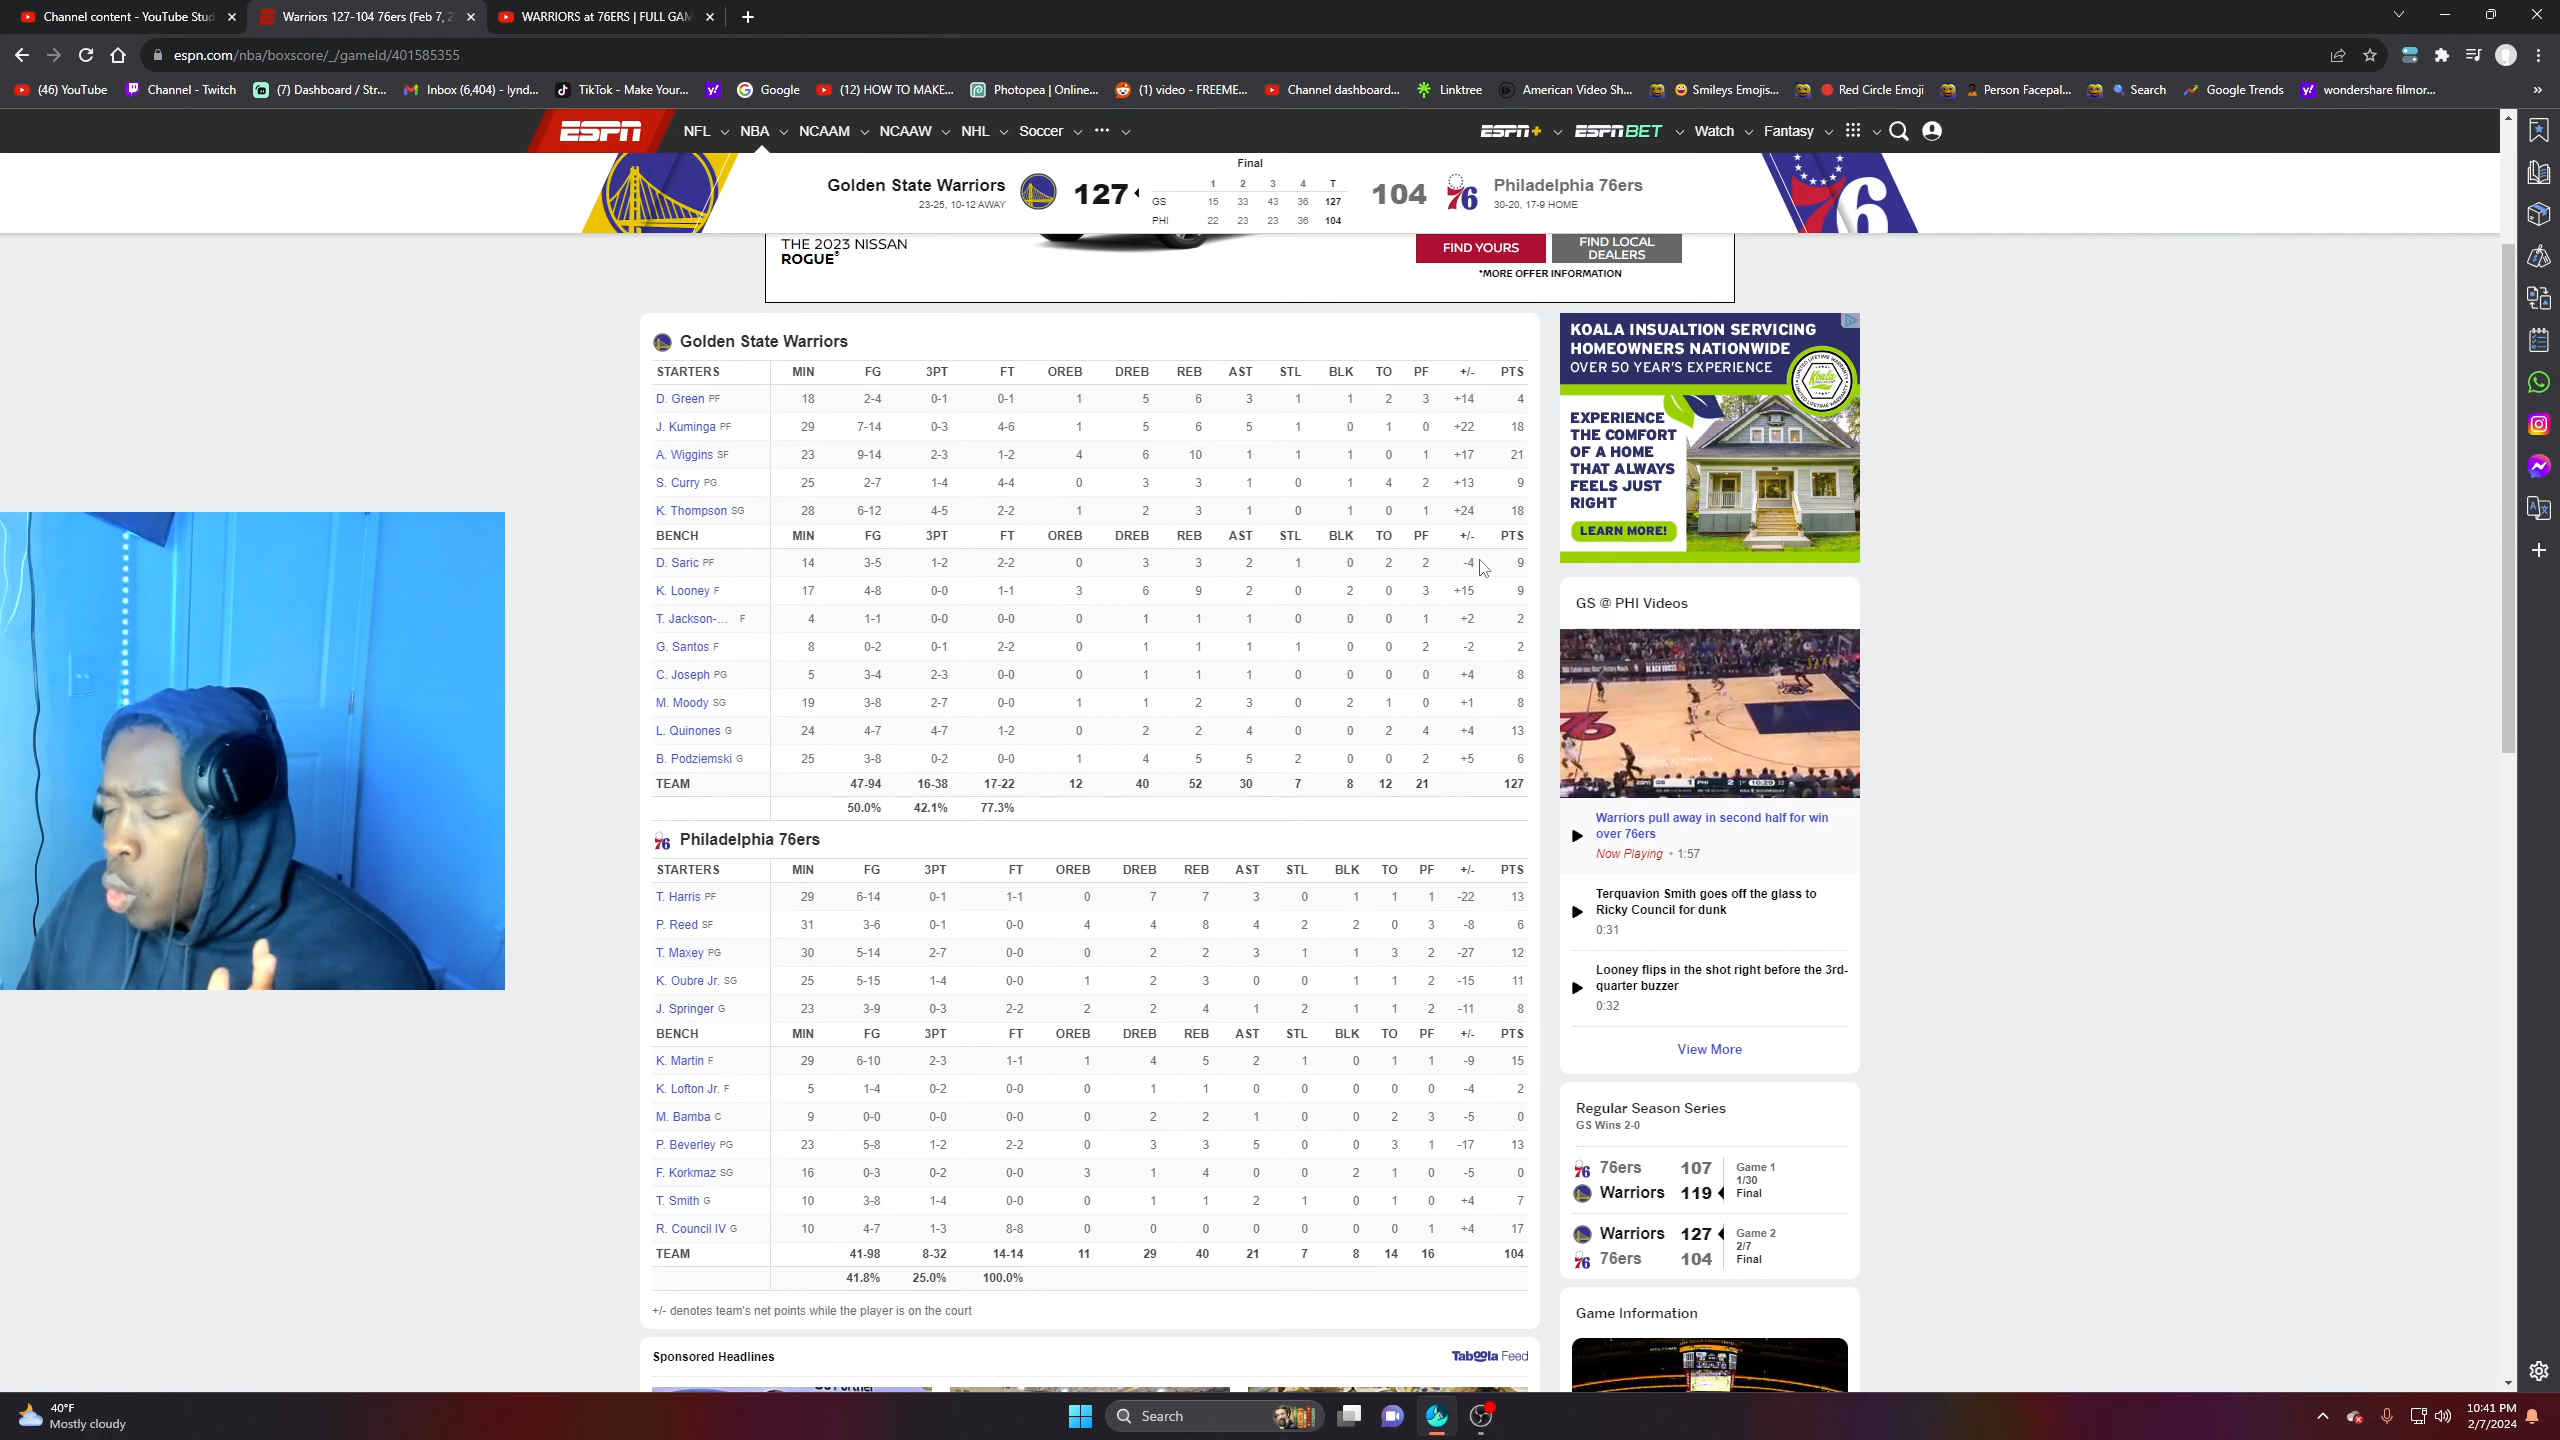 Channel content - YouTube Stud
Warriors 127-104 76ers (Feb 7, 2
WARRIORS at 76ERS | FULL GAM
espn.com/nba/boxscore/_/gameId/401585355
(46) YouTube
Channel - Twitch
(7) Dashboard / Str...
Inbox (6,404) - lynd...
TikTok - Make Your...
Google
(12) HOW TO MAKE...
Photopea | Online...
(1) video - FREEME...
Channel dashboard...
Linktree
American Video Sh...
Smileys Emojis...
Red Circle Emoji
Person Facepal...
Search
Google Trends
wondershare filmor...
ESPN NFL NBA NCAAM NCAAW NHL Soccer ··· ESPN+ ESPN BET Watch Fantasy
Golden State Warriors
23-25, 10-12 AWAY
127
Final
1 2 3 4 T
GS 15 33 43 36 127
PHI 22 23 23 36 104
104
Philadelphia 76ers
30-20, 17-9 HOME
THE 2023 NISSAN
ROGUE®
FIND YOURS
FIND LOCAL
DEALERS
*MORE OFFER INFORMATION
Golden State Warriors
STARTERS MIN FG 3PT FT OREB DREB REB AST STL BLK TO PF +/- PTS
D. Green PF 18 2-4 0-1 0-1 1 5 6 3 1 1 2 3 +14 4
J. Kuminga PF 29 7-14 0-3 4-6 1 5 6 5 1 0 1 0 +22 18
A. Wiggins SF 23 9-14 2-3 1-2 4 6 10 1 1 1 0 1 +17 21
S. Curry PG 25 2-7 1-4 4-4 0 3 3 1 0 1 4 2 +13 9
K. Thompson SG 28 6-12 4-5 2-2 1 2 3 1 0 1 0 1 +24 18
BENCH MIN FG 3PT FT OREB DREB REB AST STL BLK TO PF +/- PTS
D. Saric PF 14 3-5 1-2 2-2 0 3 3 2 1 0 2 2 -4 9
K. Looney F 17 4-8 0-0 1-1 3 6 9 2 0 2 0 3 +15 9
T. Jackson-... F 4 1-1 0-0 0-0 0 1 1 1 0 0 0 1 +2 2
G. Santos F 8 0-2 0-1 2-2 0 1 1 1 1 0 0 2 -2 2
C. Joseph PG 5 3-4 2-3 0-0 0 1 1 1 0 0 0 0 +4 8
M. Moody SG 19 3-8 2-7 0-0 1 1 2 3 0 2 1 0 +1 8
L. Quinones G 24 4-7 4-7 1-2 0 2 2 4 0 0 2 4 +4 13
B. Podziemski G 25 3-8 0-2 0-0 1 4 5 5 2 0 0 2 +5 6
TEAM 47-94 16-38 17-22 12 40 52 30 7 8 12 21 127
50.0% 42.1% 77.3%
Philadelphia 76ers
STARTERS MIN FG 3PT FT OREB DREB REB AST STL BLK TO PF +/- PTS
T. Harris PF 29 6-14 0-1 1-1 0 7 7 3 0 1 1 1 -22 13
P. Reed SF 31 3-6 0-1 0-0 4 4 8 4 2 2 0 3 -8 6
T. Maxey PG 30 5-14 2-7 0-0 0 2 2 3 1 1 3 2 -27 12
K. Oubre Jr. SG 25 5-15 1-4 0-0 1 2 3 0 0 1 1 2 -15 11
J. Springer G 23 3-9 0-3 2-2 2 2 4 1 2 1 1 2 -11 8
BENCH MIN FG 3PT FT OREB DREB REB AST STL BLK TO PF +/- PTS
K. Martin F 29 6-10 2-3 1-1 1 4 5 2 1 0 1 1 -9 15
K. Lofton Jr. F 5 1-4 0-2 0-0 0 1 1 0 0 0 0 0 -4 2
M. Bamba C 9 0-0 0-0 0-0 0 2 2 1 0 0 2 3 -5 0
P. Beverley PG 23 5-8 1-2 2-2 0 3 3 5 0 0 3 1 -17 13
F. Korkmaz SG 16 0-3 0-2 0-0 3 1 4 0 0 2 1 0 -5 0
T. Smith G 10 3-8 1-4 0-0 0 1 1 2 1 0 1 0 +4 7
R. Council IV G 10 4-7 1-3 8-8 0 0 0 0 0 0 0 1 +4 17
TEAM 41-98 8-32 14-14 11 29 40 21 7 8 14 16 104
41.8% 25.0% 100.0%
+/- denotes team's net points while the player is on the court
Sponsored Headlines
Taboola Feed
KOALA INSUALTION SERVICING
HOMEOWNERS NATIONWIDE
OVER 50 YEAR'S EXPERIENCE
Koala
EXPERIENCE
THE COMFORT
OF A HOME
THAT ALWAYS
FEELS JUST
RIGHT
LEARN MORE!
GS @ PHI Videos
Warriors pull away in second half for win
over 76ers
Now Playing • 1:57
Terquavion Smith goes off the glass to
Ricky Council for dunk
0:31
Looney flips in the shot right before the 3rd-
quarter buzzer
0:32
View More
Regular Season Series
GS Wins 2-0
76ers 107 Game 1
1/30
Warriors 119 Final
Warriors 127 Game 2
2/7
76ers 104 Final
Game Information
40°F
Mostly cloudy
Search
10:41 PM
2/7/2024